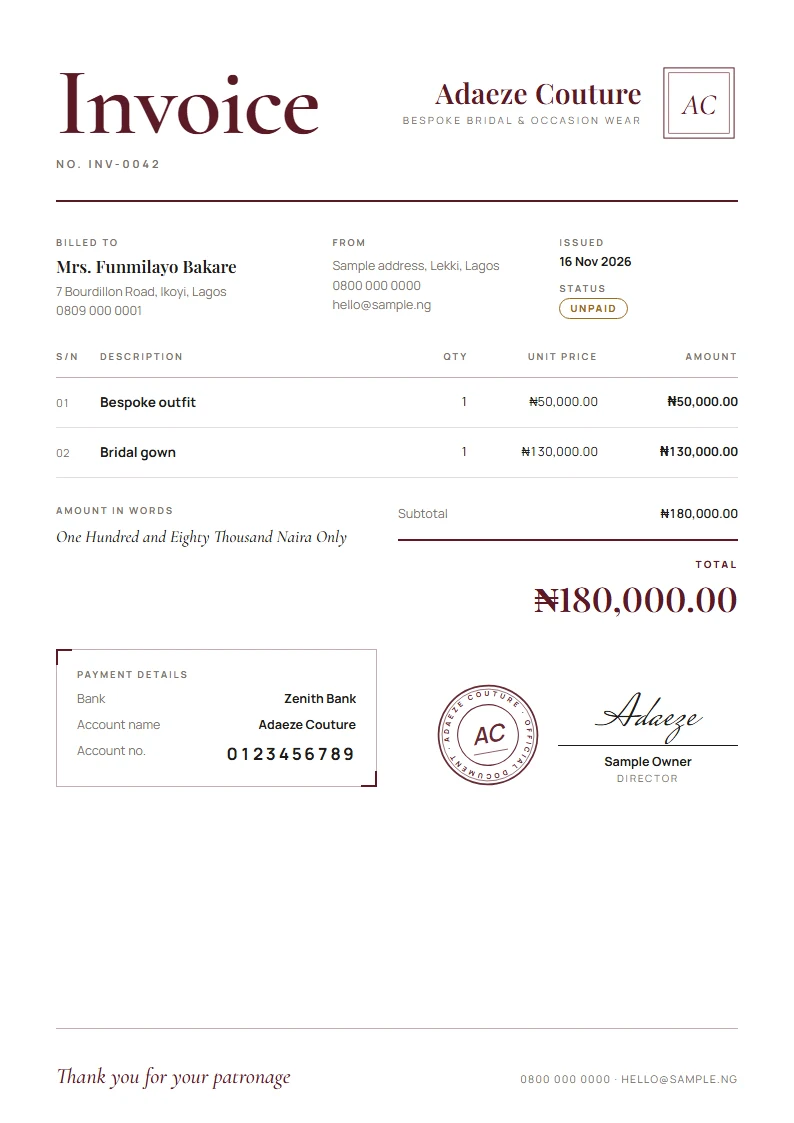 Invoice
NO. INV-0042
Adaeze Couture
BESPOKE BRIDAL & OCCASION WEAR
AC
BILLED TO
Mrs. Funmilayo Bakare
7 Bourdillon Road, Ikoyi, Lagos
0809 000 0001
FROM
Sample address, Lekki, Lagos
0800 000 0000
hello@sample.ng
ISSUED
16 Nov 2026
STATUS
UNPAID
S/N DESCRIPTION QTY UNIT PRICE AMOUNT
01 Bespoke outfit 1 ₦50,000.00 ₦50,000.00
02 Bridal gown 1 ₦130,000.00 ₦130,000.00
AMOUNT IN WORDS
One Hundred and Eighty Thousand Naira Only
Subtotal ₦180,000.00
TOTAL
₦180,000.00
PAYMENT DETAILS
Bank Zenith Bank
Account name Adaeze Couture
Account no. 0123456789
ADAEZE COUTURE · OFFICIAL DOCUMENT ·
AC
Adaeze
Sample Owner
DIRECTOR
Thank you for your patronage
0800 000 0000 · HELLO@SAMPLE.NG